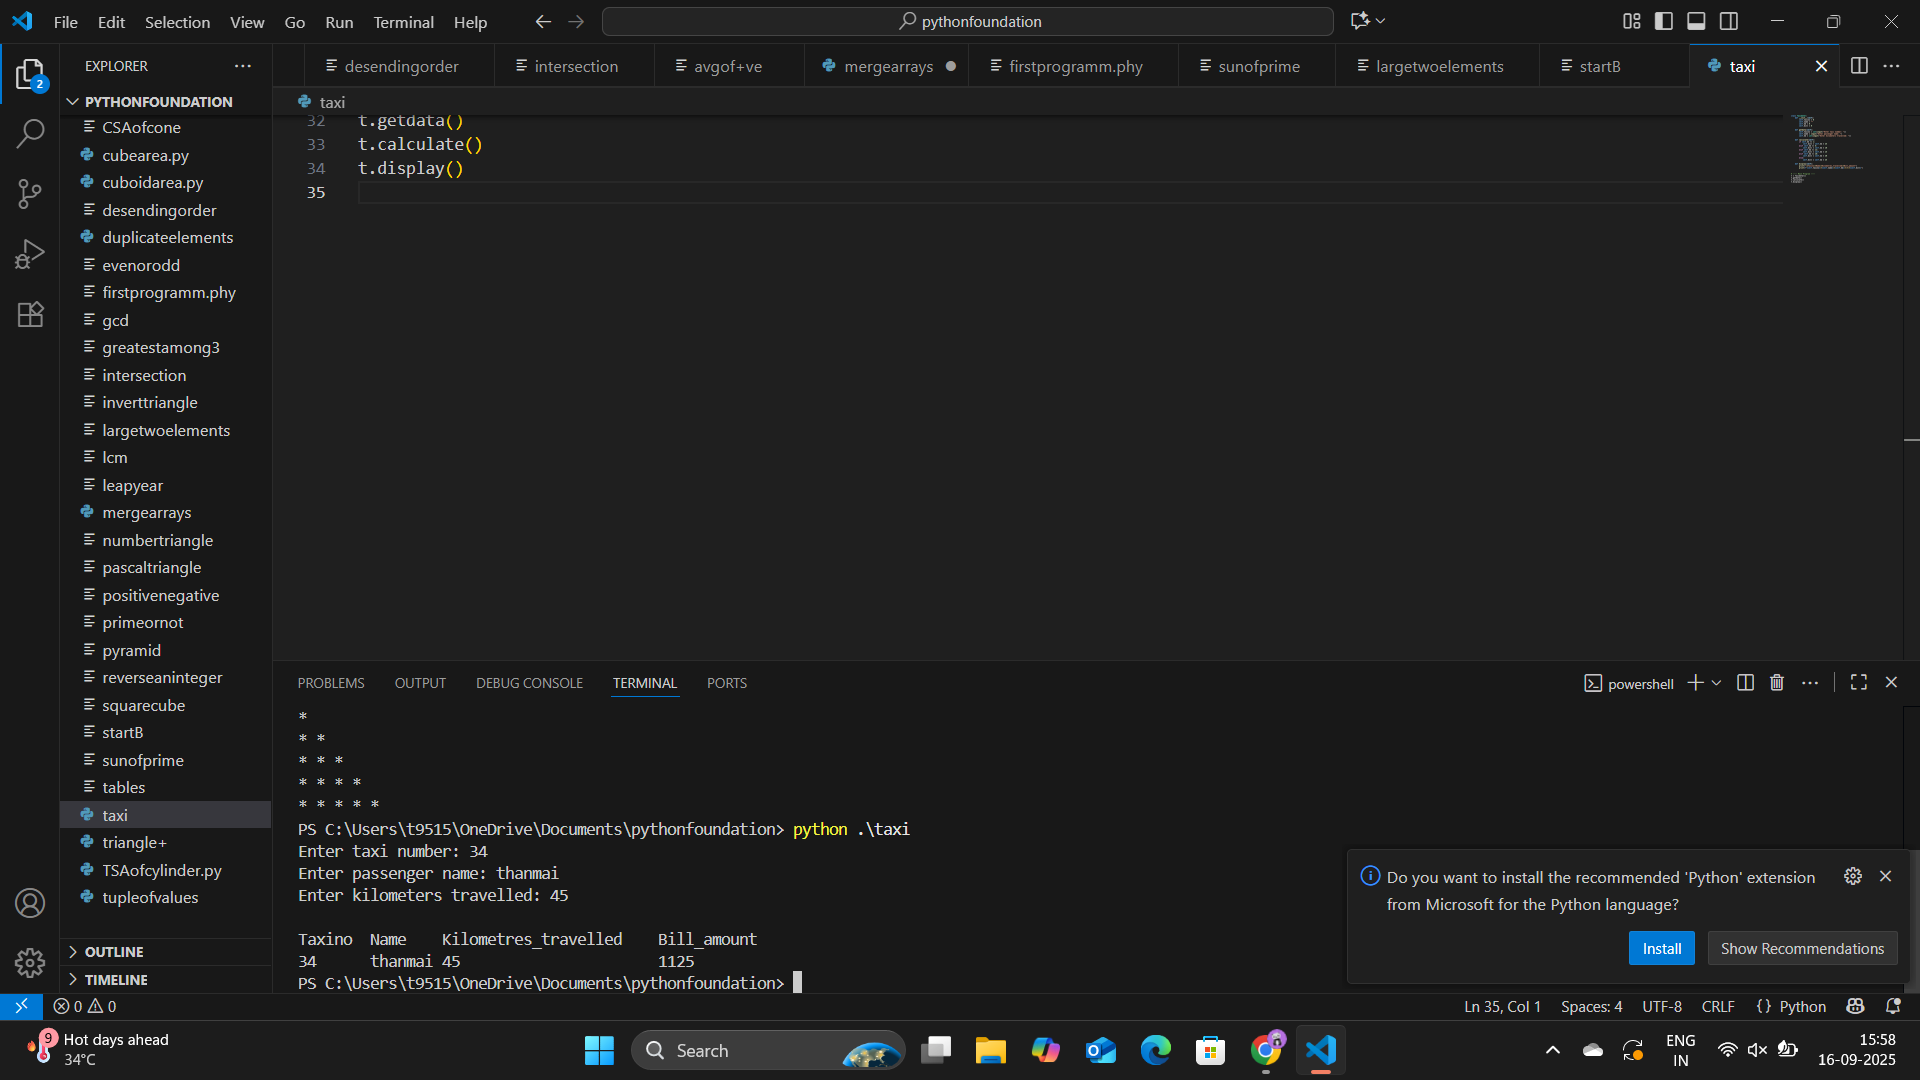 File Edit Selection View Go Run Terminal Help
pythonfoundation
EXPLORER
2
desendingorder
intersection
avgof+ve
mergearrays
firstprogramm.phy
sunofprime
largetwoelements
startB
taxi
PYTHONFOUNDATION
taxi
CSAofcone
cubearea.py
cuboidarea.py
desendingorder
duplicateelements
evenorodd
firstprogramm.phy
gcd
greatestamong3
intersection
inverttriangle
largetwoelements
lcm
leapyear
mergearrays
numbertriangle
pascaltriangle
positivenegative
primeornot
pyramid
reverseaninteger
squarecube
startB
sunofprime
tables
taxi
triangle+
TSAofcylinder.py
tupleofvalues
OUTLINE
TIMELINE
32 t.getdata()
33 t.calculate()
34 t.display()
35
PROBLEMS OUTPUT DEBUG CONSOLE TERMINAL PORTS
powershell
*
* *
* * *
* * * *
* * * * *
PS C:\Users\t9515\OneDrive\Documents\pythonfoundation> python .\taxi
Enter taxi number: 34
Enter passenger name: thanmai
Enter kilometers travelled: 45
Taxino Name Kilometres_travelled Bill_amount
34 thanmai 45 1125
PS C:\Users\t9515\OneDrive\Documents\pythonfoundation>
Do you want to install the recommended 'Python' extension
from Microsoft for the Python language?
Install
Show Recommendations
0 0
Ln 35, Col 1 Spaces: 4 UTF-8 CRLF {} Python
9
Hot days ahead
34°C
Search
ENG
IN
15:58
16-09-2025